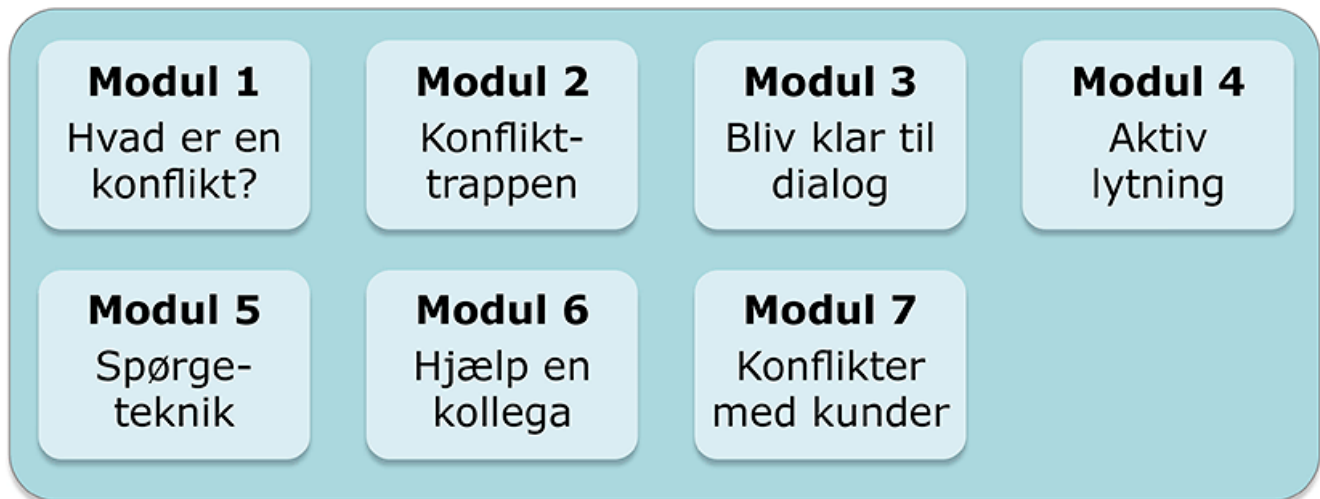 Modul 1
Hvad er en
konflikt?
Modul 2
Konflikt-
trappen
Modul 3
Bliv klar til
dialog
Modul 4
Aktiv
lytning
Modul 5
Spørge-
teknik
Modul 6
Hjælp en
kollega
Modul 7
Konflikter
med kunder